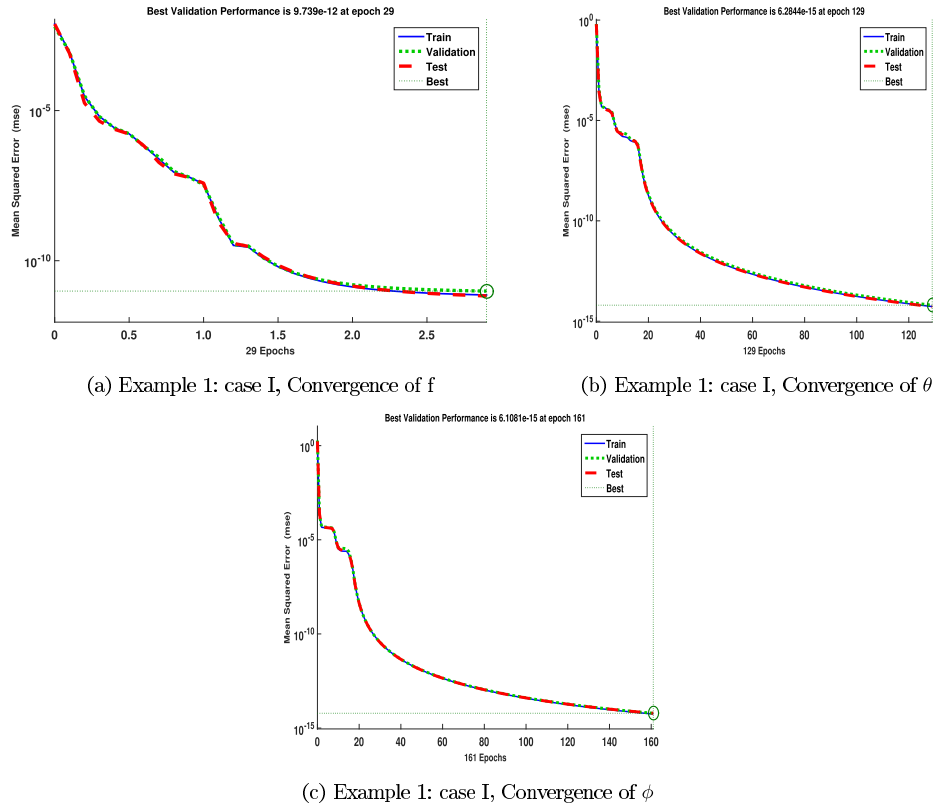 Best Validation Performance is 9.739e-12 at epoch 29
Train
Validation
Test
Best
Mean Squared Error (mse)
10^-5
10^-10
0 0.5 1.0 1.5 2.0 2.5
29 Epochs
(a) Example 1: case I, Convergence of f
Best Validation Performance is 6.2844e-15 at epoch 129
Train
Validation
Test
Best
Mean Squared Error (mse)
10^0
10^-5
10^-10
10^-15
0 20 40 60 80 100 120
129 Epochs
(b) Example 1: case I, Convergence of θ
Best Validation Performance is 6.1081e-15 at epoch 161
Train
Validation
Test
Best
Mean Squared Error (mse)
10^0
10^-5
10^-10
10^-15
0 20 40 60 80 100 120 140 160
161 Epochs
(c) Example 1: case I, Convergence of ϕ